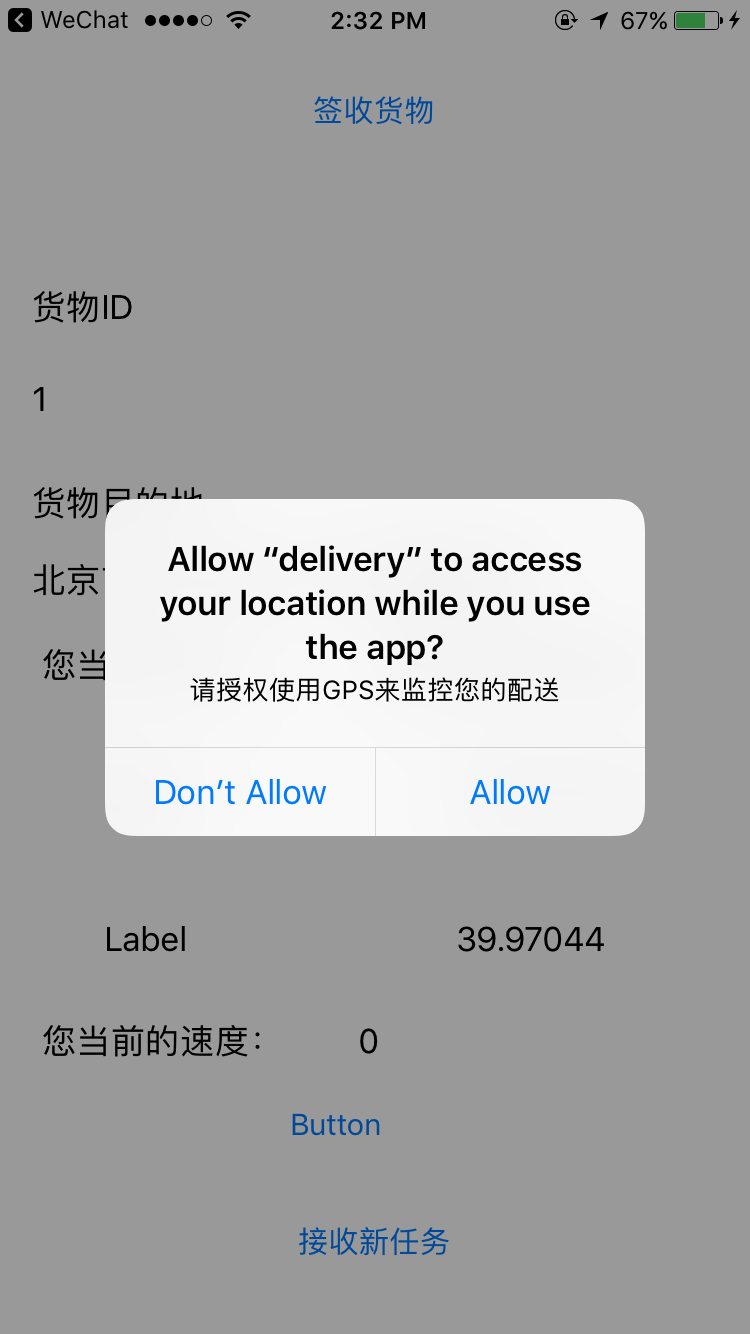 WeChat 2:32 PM 67%
签收货物
货物ID
1
货物目的地
北京
您当
Allow “delivery” to access
your location while you use
the app?
请授权使用GPS来监控您的配送
Don’t Allow Allow
Label 39.97044
您当前的速度： 0
Button
接收新任务